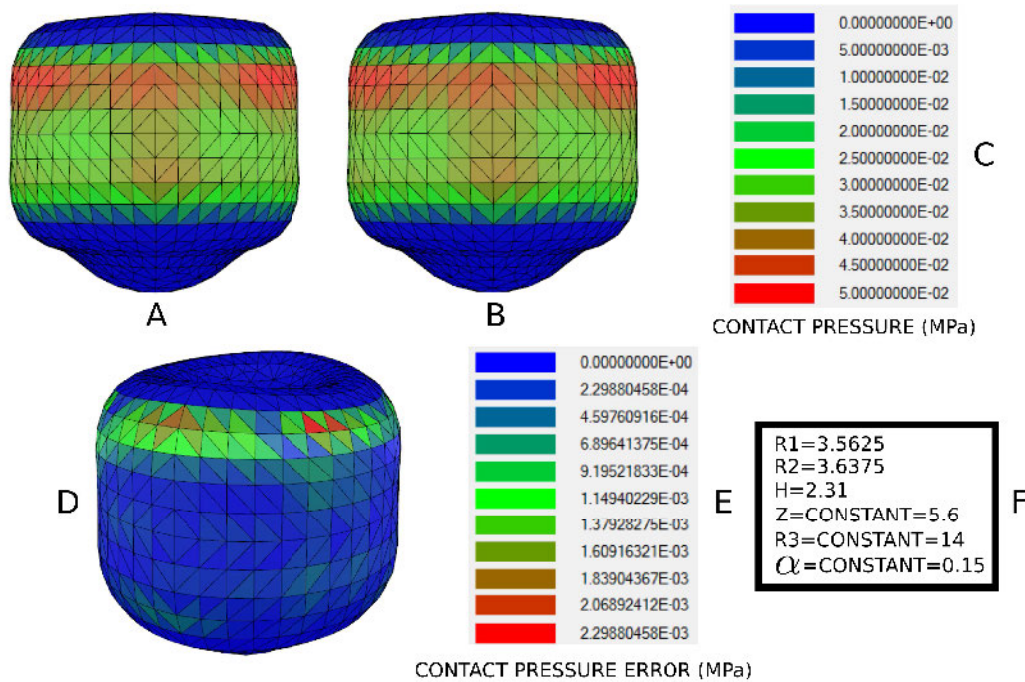 0.00000000E+00
5.00000000E-03
1.00000000E-02
1.50000000E-02
2.00000000E-02
2.50000000E-02
3.00000000E-02
3.50000000E-02
4.00000000E-02
4.50000000E-02
5.00000000E-02
C
CONTACT PRESSURE (MPa)
A
B
D
0.00000000E+00
2.29880458E-04
4.59760916E-04
6.89641375E-04
9.19521833E-04
1.14940229E-03
1.37928275E-03
1.60916321E-03
1.83904367E-03
2.06892412E-03
2.29880458E-03
E
CONTACT PRESSURE ERROR (MPa)
R1=3.5625
R2=3.6375
H=2.31
Z=CONSTANT=5.6
R3=CONSTANT=14
α=CONSTANT=0.15
F